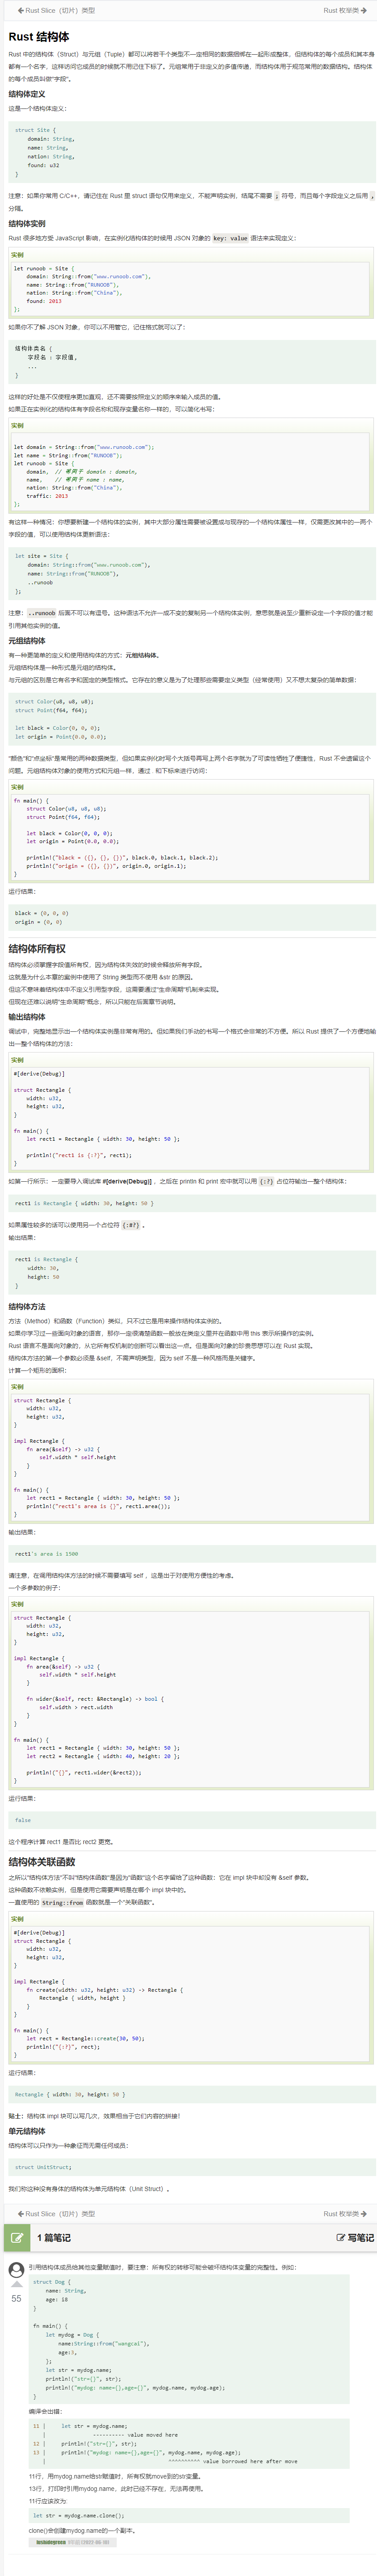 ← Rust Slice（切片）类型
Rust 枚举类 →
Rust 结构体
Rust 中的结构体（Struct）与元组（Tuple）都可以将若干个类型不一定相同的数据捆绑在一起形成整体，但结构体的每个成员和其本身
都有一个名字，这样访问它成员的时候就不用记住下标了。元组常用于非定义的多值传递，而结构体用于规范常用的数据结构。结构体
的每个成员叫做"字段"。
结构体定义
这是一个结构体定义：
struct Site {
    domain: String,
    name: String,
    nation: String,
    found: u32
}
注意：如果你常用 C/C++，请记住在 Rust 里 struct 语句仅用来定义，不能声明实例，结尾不需要 ; 符号，而且每个字段定义之后用 ,
分隔。
结构体实例
Rust 很多地方受 JavaScript 影响，在实例化结构体的时候用 JSON 对象的 key: value 语法来实现定义：
实例
let runoob = Site {
    domain: String::from("www.runoob.com"),
    name: String::from("RUNOOB"),
    nation: String::from("China"),
    found: 2013
};
如果你不了解 JSON 对象，你可以不用管它，记住格式就可以了：
结构体类名 {
    字段名 : 字段值,
    ...
}
这样的好处是不仅使程序更加直观，还不需要按照定义的顺序来输入成员的值。
如果正在实例化的结构体有字段名称和现存变量名称一样的，可以简化书写：
实例
let domain = String::from("www.runoob.com");
let name = String::from("RUNOOB");
let runoob = Site {
    domain,  // 等同于 domain : domain,
    name,    // 等同于 name : name,
    nation: String::from("China"),
    traffic: 2013
};
有这样一种情况：你想要新建一个结构体的实例，其中大部分属性需要被设置成与现存的一个结构体属性一样，仅需更改其中的一两个
字段的值，可以使用结构体更新语法：
let site = Site {
    domain: String::from("www.runoob.com"),
    name: String::from("RUNOOB"),
    ..runoob
};
注意：..runoob 后面不可以有逗号。这种语法不允许一成不变的复制另一个结构体实例，意思就是说至少重新设定一个字段的值才能
引用其他实例的值。
元组结构体
有一种更简单的定义和使用结构体的方式：元组结构体。
元组结构体是一种形式是元组的结构体。
与元组的区别是它有名字和固定的类型格式。它存在的意义是为了处理那些需要定义类型（经常使用）又不想太复杂的简单数据：
struct Color(u8, u8, u8);
struct Point(f64, f64);
let black = Color(0, 0, 0);
let origin = Point(0.0, 0.0);
"颜色"和"点坐标"是常用的两种数据类型，但如果实例化时写个大括号再写上两个名字就为了可读性牺牲了便捷性，Rust 不会遗留这个
问题。元组结构体对象的使用方式和元组一样，通过 . 和下标来进行访问：
实例
fn main() {
    struct Color(u8, u8, u8);
    struct Point(f64, f64);
    let black = Color(0, 0, 0);
    let origin = Point(0.0, 0.0);
    println!("black = ({}, {}, {})", black.0, black.1, black.2);
    println!("origin = ({}, {})", origin.0, origin.1);
}
运行结果：
black = (0, 0, 0)
origin = (0, 0)
结构体所有权
结构体必须掌握字段值所有权，因为结构体失效的时候会释放所有字段。
这就是为什么本章的案例中使用了 String 类型而不使用 &str 的原因。
但这不意味着结构体中不定义引用型字段，这需要通过"生命周期"机制来实现。
但现在还难以说明"生命周期"概念，所以只能在后面章节说明。
输出结构体
调试中，完整地显示出一个结构体实例是非常有用的。但如果我们手动的书写一个格式会非常的不方便。所以 Rust 提供了一个方便地输
出一整个结构体的方法：
实例
#[derive(Debug)]
struct Rectangle {
    width: u32,
    height: u32,
}
fn main() {
    let rect1 = Rectangle { width: 30, height: 50 };
    println!("rect1 is {:?}", rect1);
}
如第一行所示：一定要导入调试库 #[derive(Debug)] ，之后在 println 和 print 宏中就可以用 {:?} 占位符输出一整个结构体：
rect1 is Rectangle { width: 30, height: 50 }
如果属性较多的话可以使用另一个占位符 {:#?} 。
输出结果：
rect1 is Rectangle {
    width: 30,
    height: 50
}
结构体方法
方法（Method）和函数（Function）类似，只不过它是用来操作结构体实例的。
如果你学习过一些面向对象的语言，那你一定很清楚函数一般放在类定义里并在函数中用 this 表示所操作的实例。
Rust 语言不是面向对象的，从它所有权机制的创新可以看出这一点。但是面向对象的珍贵思想可以在 Rust 实现。
结构体方法的第一个参数必须是 &self，不需声明类型，因为 self 不是一种风格而是关键字。
计算一个矩形的面积：
实例
struct Rectangle {
    width: u32,
    height: u32,
}
impl Rectangle {
    fn area(&self) -> u32 {
        self.width * self.height
    }
}
fn main() {
    let rect1 = Rectangle { width: 30, height: 50 };
    println!("rect1's area is {}", rect1.area());
}
输出结果：
rect1's area is 1500
请注意，在调用结构体方法的时候不需要填写 self ，这是出于对使用方便性的考虑。
一个多参数的例子：
实例
struct Rectangle {
    width: u32,
    height: u32,
}
impl Rectangle {
    fn area(&self) -> u32 {
        self.width * self.height
    }
    fn wider(&self, rect: &Rectangle) -> bool {
        self.width > rect.width
    }
}
fn main() {
    let rect1 = Rectangle { width: 30, height: 50 };
    let rect2 = Rectangle { width: 40, height: 20 };
    println!("{}", rect1.wider(&rect2));
}
运行结果：
false
这个程序计算 rect1 是否比 rect2 更宽。
结构体关联函数
之所以"结构体方法"不叫"结构体函数"是因为"函数"这个名字留给了这种函数：它在 impl 块中却没有 &self 参数。
这种函数不依赖实例，但是使用它需要声明是在哪个 impl 块中的。
一直使用的 String::from 函数就是一个"关联函数"。
实例
#[derive(Debug)]
struct Rectangle {
    width: u32,
    height: u32,
}
impl Rectangle {
    fn create(width: u32, height: u32) -> Rectangle {
        Rectangle { width, height }
    }
}
fn main() {
    let rect = Rectangle::create(30, 50);
    println!("{:?}", rect);
}
运行结果：
Rectangle { width: 30, height: 50 }
贴士：结构体 impl 块可以写几次，效果相当于它们内容的拼接！
单元结构体
结构体可以只作为一种象征而无需任何成员：
struct UnitStruct;
我们称这种没有身体的结构体为单元结构体（Unit Struct）。
← Rust Slice（切片）类型
Rust 枚举类 →
1 篇笔记
写笔记
55
引用结构体成员给其他变量赋值时，要注意：所有权的转移可能会破坏结构体变量的完整性。例如：
struct Dog {
    name: String,
    age: i8
}
fn main() {
    let mydog = Dog {
        name:String::from("wangcai"),
        age:3,
    };
    let str = mydog.name;
    println!("str={}", str);
    println!("mydog: name={},age={}", mydog.name, mydog.age);
}
编译会出错：
11 |     let str = mydog.name;
   |               ---------- value moved here
12 |     println!("str={}", str);
13 |     println!("mydog: name={},age={}", mydog.name, mydog.age);
   |                                       ^^^^^^^^^^ value borrowed here after move
11行，用mydog.name给str赋值时，所有权就move到的str变量。
13行，打印时引用mydog.name，此时已经不存在，无法再使用。
11行应该改为:
let str = mydog.name.clone();
clone()会创建mydog.name的一个副本。